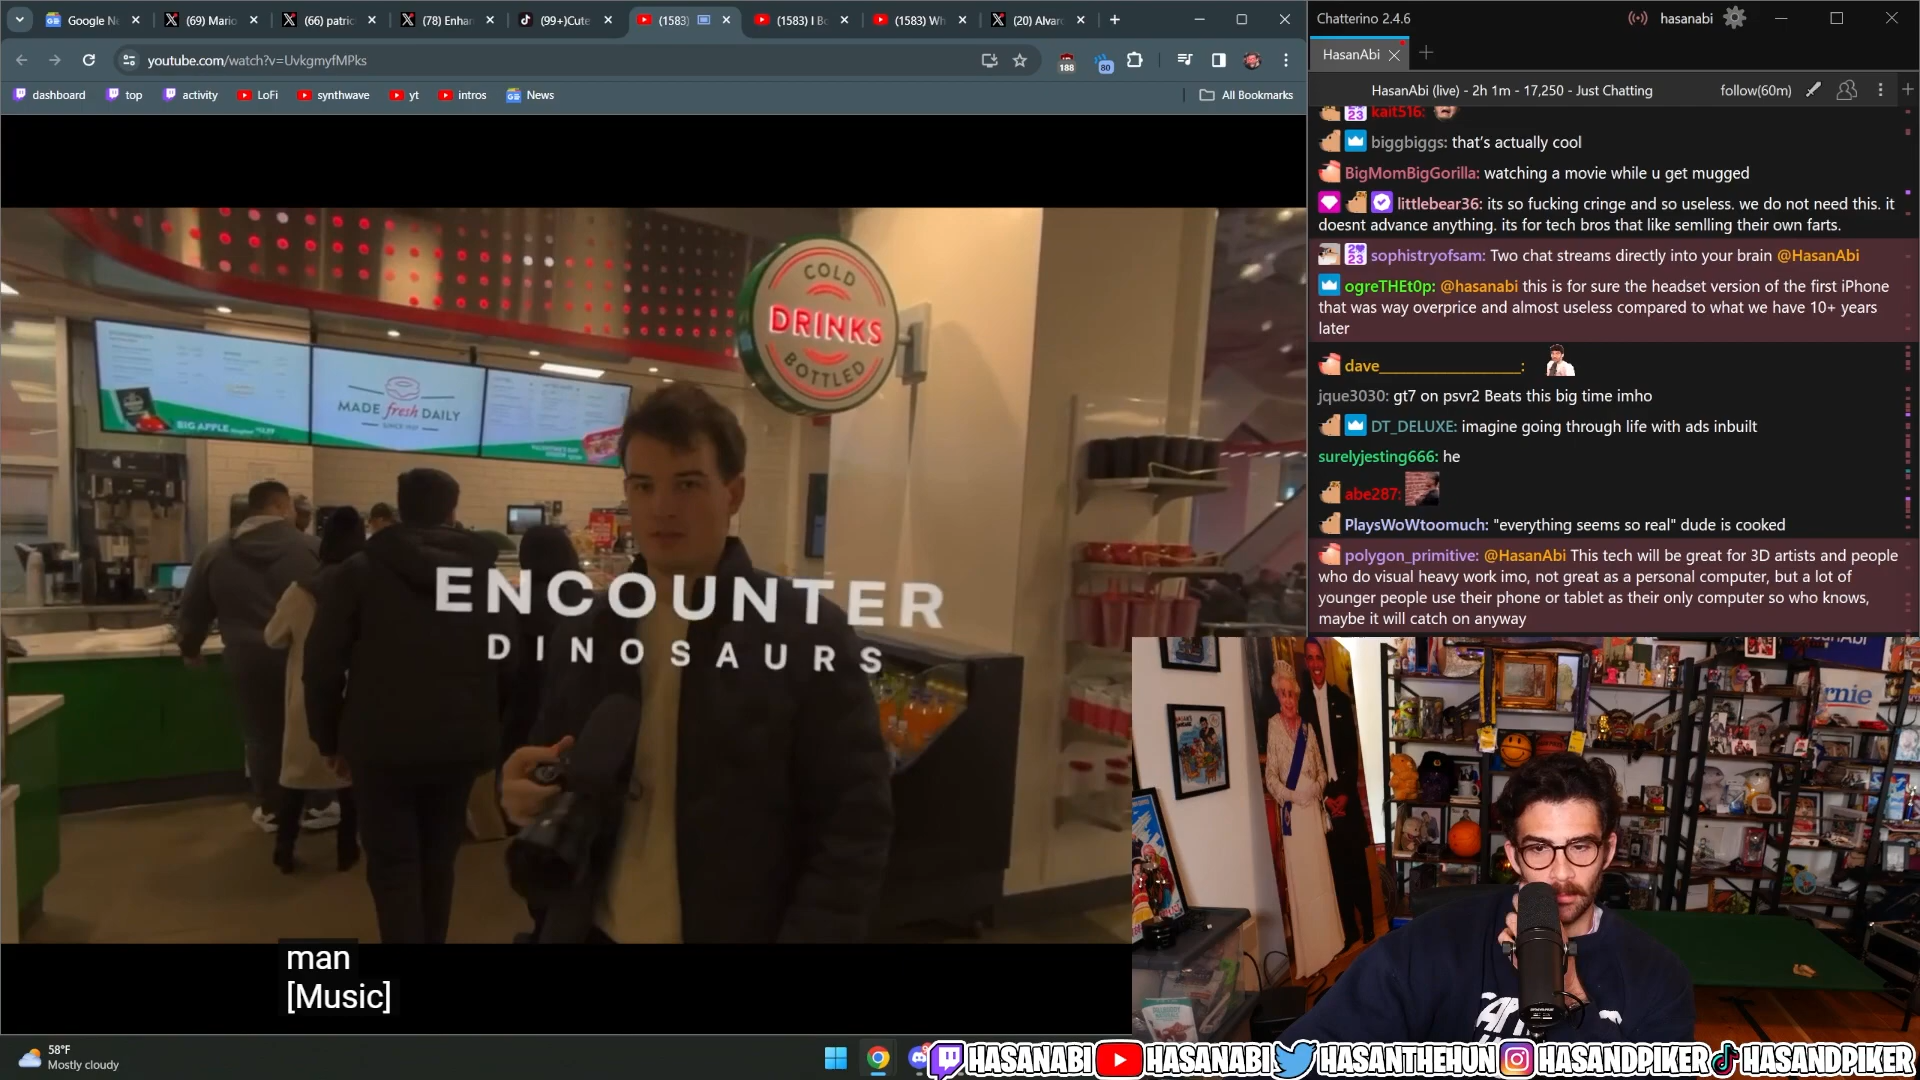 Google N
(69) Mario
(66) patric
(78) Enhan
(99+)Cute
(1583)
(1583) I B
(1583) Wh
(20) Alvar
Chatterino 2.4.6
hasanabi
youtube.com/watch?v=UvkgmyfMPks
188
80
HasanAbi
dashboard
top
activity
LoFi
synthwave
yt
intros
News
All Bookmarks
HasanAbi (live) - 2h 1m - 17,250 - Just Chatting
follow(60m)
kait516:
biggbiggs: that’s actually cool
BigMomBigGorilla: watching a movie while u get mugged
littlebear36: its so fucking cringe and so useless. we do not need this. it
doesnt advance anything. its for tech bros that like semlling their own farts.
sophistryofsam: Two chat streams directly into your brain @HasanAbi
ogreTHEt0p: @hasanabi this is for sure the headset version of the first iPhone
that was way overprice and almost useless compared to what we have 10+ years
later
dave__________________:
jque3030: gt7 on psvr2 Beats this big time imho
DT_DELUXE: imagine going through life with ads inbuilt
surelyjesting666: he
abe287:
PlaysWoWtoomuch: "everything seems so real" dude is cooked
polygon_primitive: @HasanAbi This tech will be great for 3D artists and people
who do visual heavy work imo, not great as a personal computer, but a lot of
younger people use their phone or tablet as their only computer so who knows,
maybe it will catch on anyway
COLD
DRINKS
BOTTLED
MADE fresh DAILY
SINCE 1937
BIG APPLE
ENCOUNTER
DINOSAURS
man
[Music]
58°F
Mostly cloudy
HASANABI
HASANABI
HASANTHEHUN
HASANDPIKER
HASANDPIKER